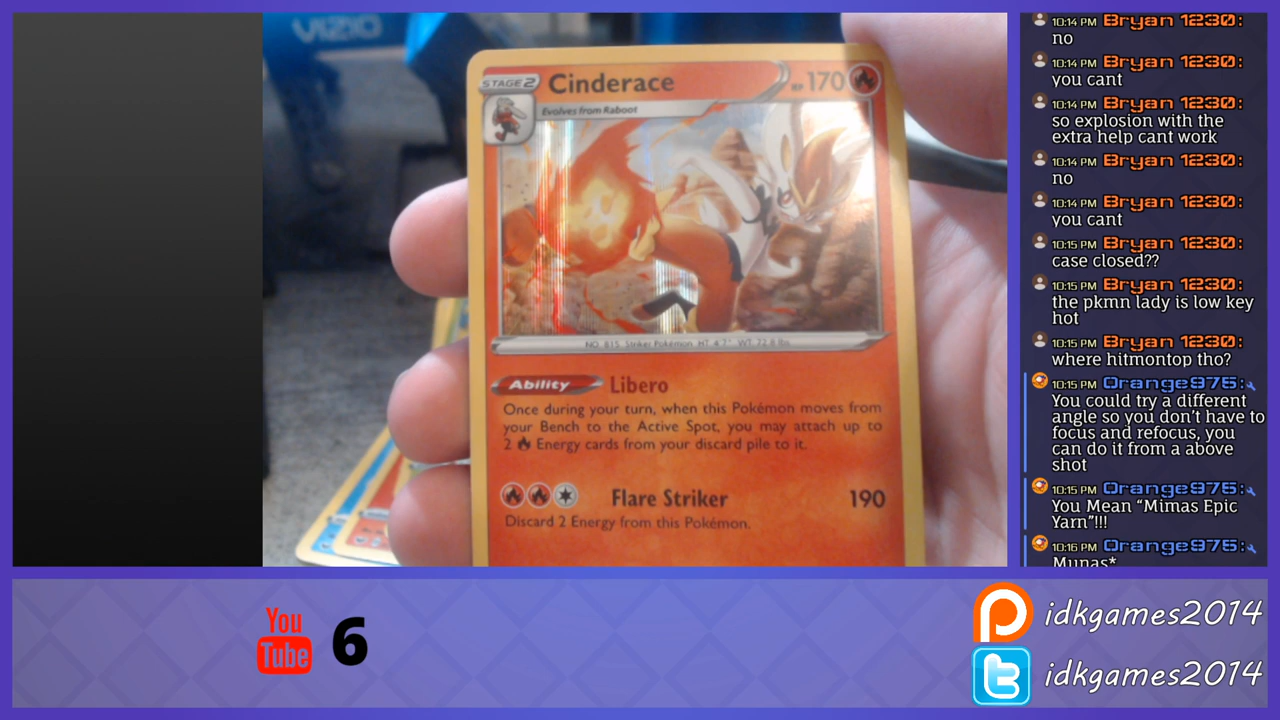 VIZIO
STAGE 2 Cinderace HP 170
Evolves from Raboot
NO. 815 Striker Pokémon HT 4'7" WT 72.8 lbs.
Ability Libero
Once during your turn, when this Pokémon moves from
your Bench to the Active Spot, you may attach up to
2 Energy cards from your discard pile to it.
Flare Striker 190
Discard 2 Energy from this Pokémon.
10:14 PM Bryan 1230:
no
10:14 PM Bryan 1230:
you cant
10:14 PM Bryan 1230:
so explosion with the
extra help cant work
10:14 PM Bryan 1230:
no
10:14 PM Bryan 1230:
you cant
10:15 PM Bryan 1230:
case closed??
10:15 PM Bryan 1230:
the pkmn lady is low key
hot
10:15 PM Bryan 1230:
where hitmontop tho?
10:15 PM Orange975:
You could try a different
angle so you don't have to
focus and refocus, you
can do it from a above
shot
10:15 PM Orange975:
You Mean "Mimas Epic
Yarn"!!!
10:16 PM Orange975:
Munas*
You
Tube 6
idkgames2014
idkgames2014